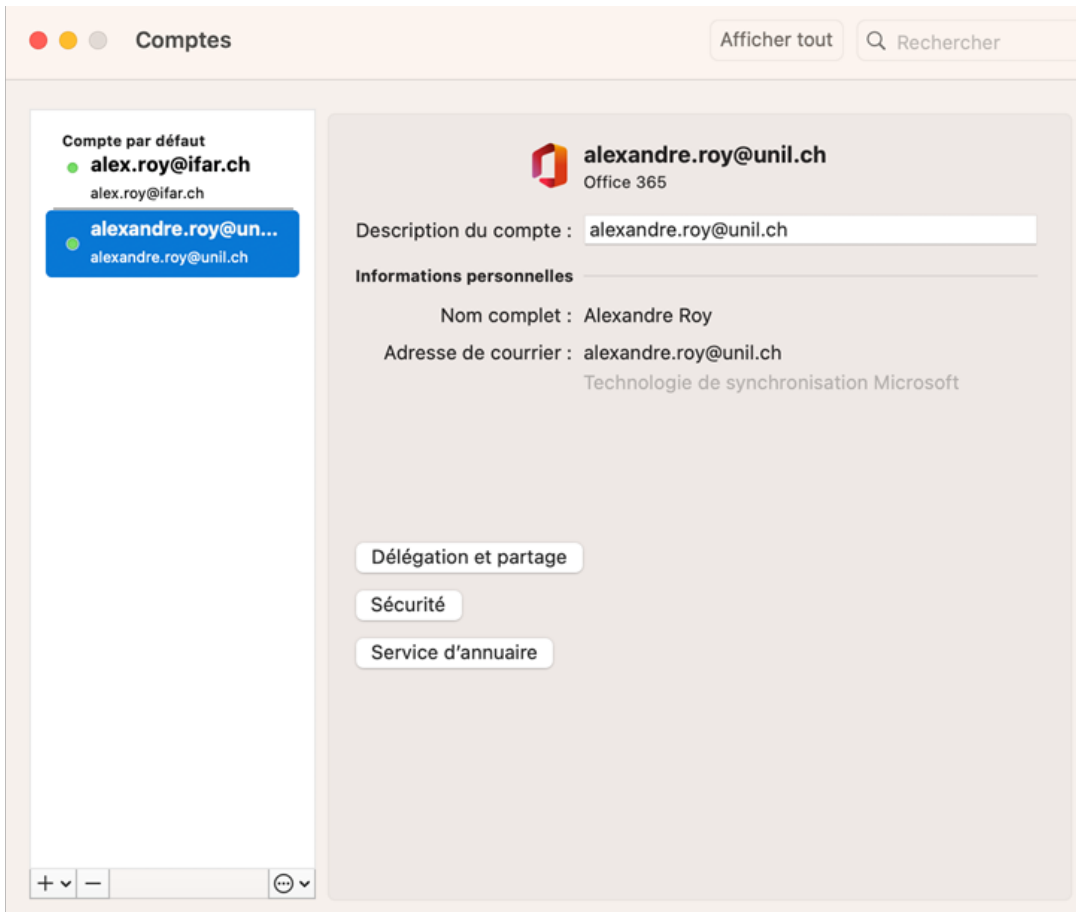 Comptes
Afficher tout
Rechercher
Compte par défaut
alex.roy@ifar.ch
alex.roy@ifar.ch
alexandre.roy@un...
alexandre.roy@unil.ch
alexandre.roy@unil.ch
Office 365
Description du compte : alexandre.roy@unil.ch
Informations personnelles
Nom complet : Alexandre Roy
Adresse de courrier : alexandre.roy@unil.ch
Technologie de synchronisation Microsoft
Délégation et partage
Sécurité
Service d’annuaire